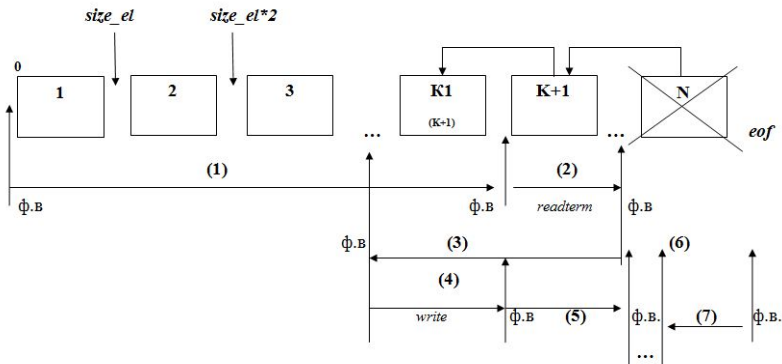 size_el size_el*2
0
1 2 3 K1 K+1 N
(K+1)
... ... eof
(1) (2)
ф.в ф.в readterm ф.в
ф.в (3) (6)
(4)
write ф.в (5) ф.в. (7) ф.в.
...